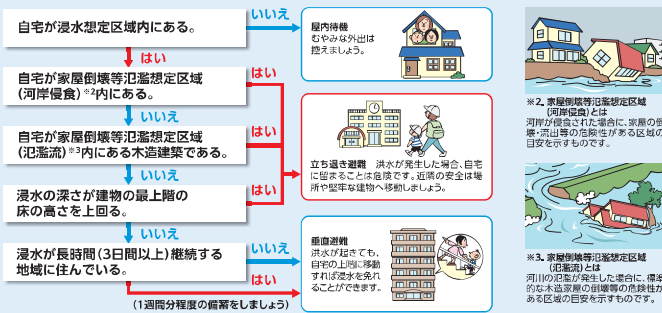 自宅が浸水想定区域内にある。
いいえ
屋内待機
むやみな外出は
控えましょう。
はい
自宅が家屋倒壊等氾濫想定区域
(河岸侵食)※2内にある。
はい
いいえ
自宅が家屋倒壊等氾濫想定区域
(氾濫流)※3内にある木造建築である。
はい
いいえ
立ち退き避難 洪水が発生した場合、自宅
に留まることは危険です。近隣の安全は場
所や堅牢な建物へ移動しましょう。
浸水の深さが建物の最上階の
床の高さを上回る。
はい
いいえ
浸水が長時間(3日間以上)継続する
地域に住んでいる。
いいえ
はい
(1週間分程度の備蓄をしましょう)
垂直避難
洪水が起きても、
自宅の上階に移動
すれば浸水を免れ
ることができます。
※2. 家屋倒壊等氾濫想定区域
(河岸侵食)とは
河岸が侵食された場合に、家屋の倒
壊・流出等の危険性がある区域の
目安を示すものです。
※3. 家屋倒壊等氾濫想定区域
(氾濫流)とは
河川の氾濫が発生した場合に、標準
的な木造家屋の倒壊等の危険性が
ある区域の目安を示すものです。